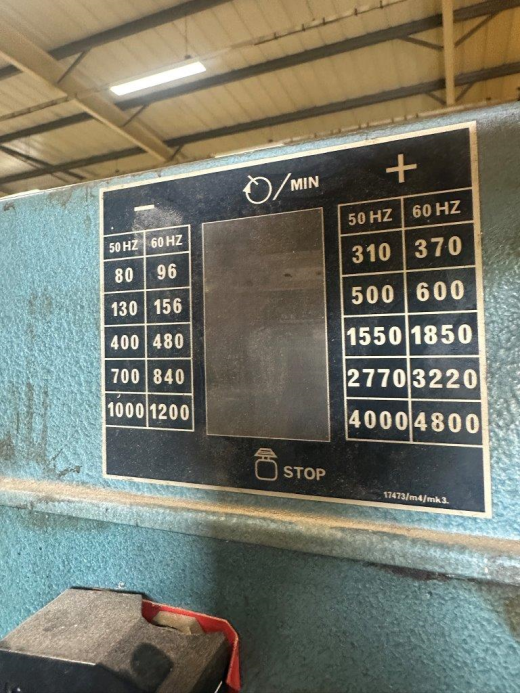 /MIN
− +
50 HZ 60 HZ
80 96
130 156
400 480
700 840
1000 1200
50 HZ 60 HZ
310 370
500 600
1550 1850
2770 3220
4000 4800
STOP
17473/m4/mk3.